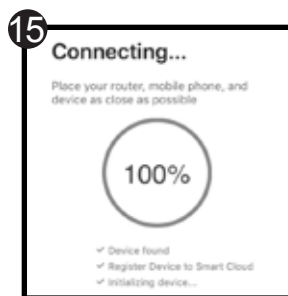 15
Connecting...
Place your router, mobile phone, and
device as close as possible
100%
✓ Device found
✓ Register Device to Smart Cloud
✓ Initializing device...